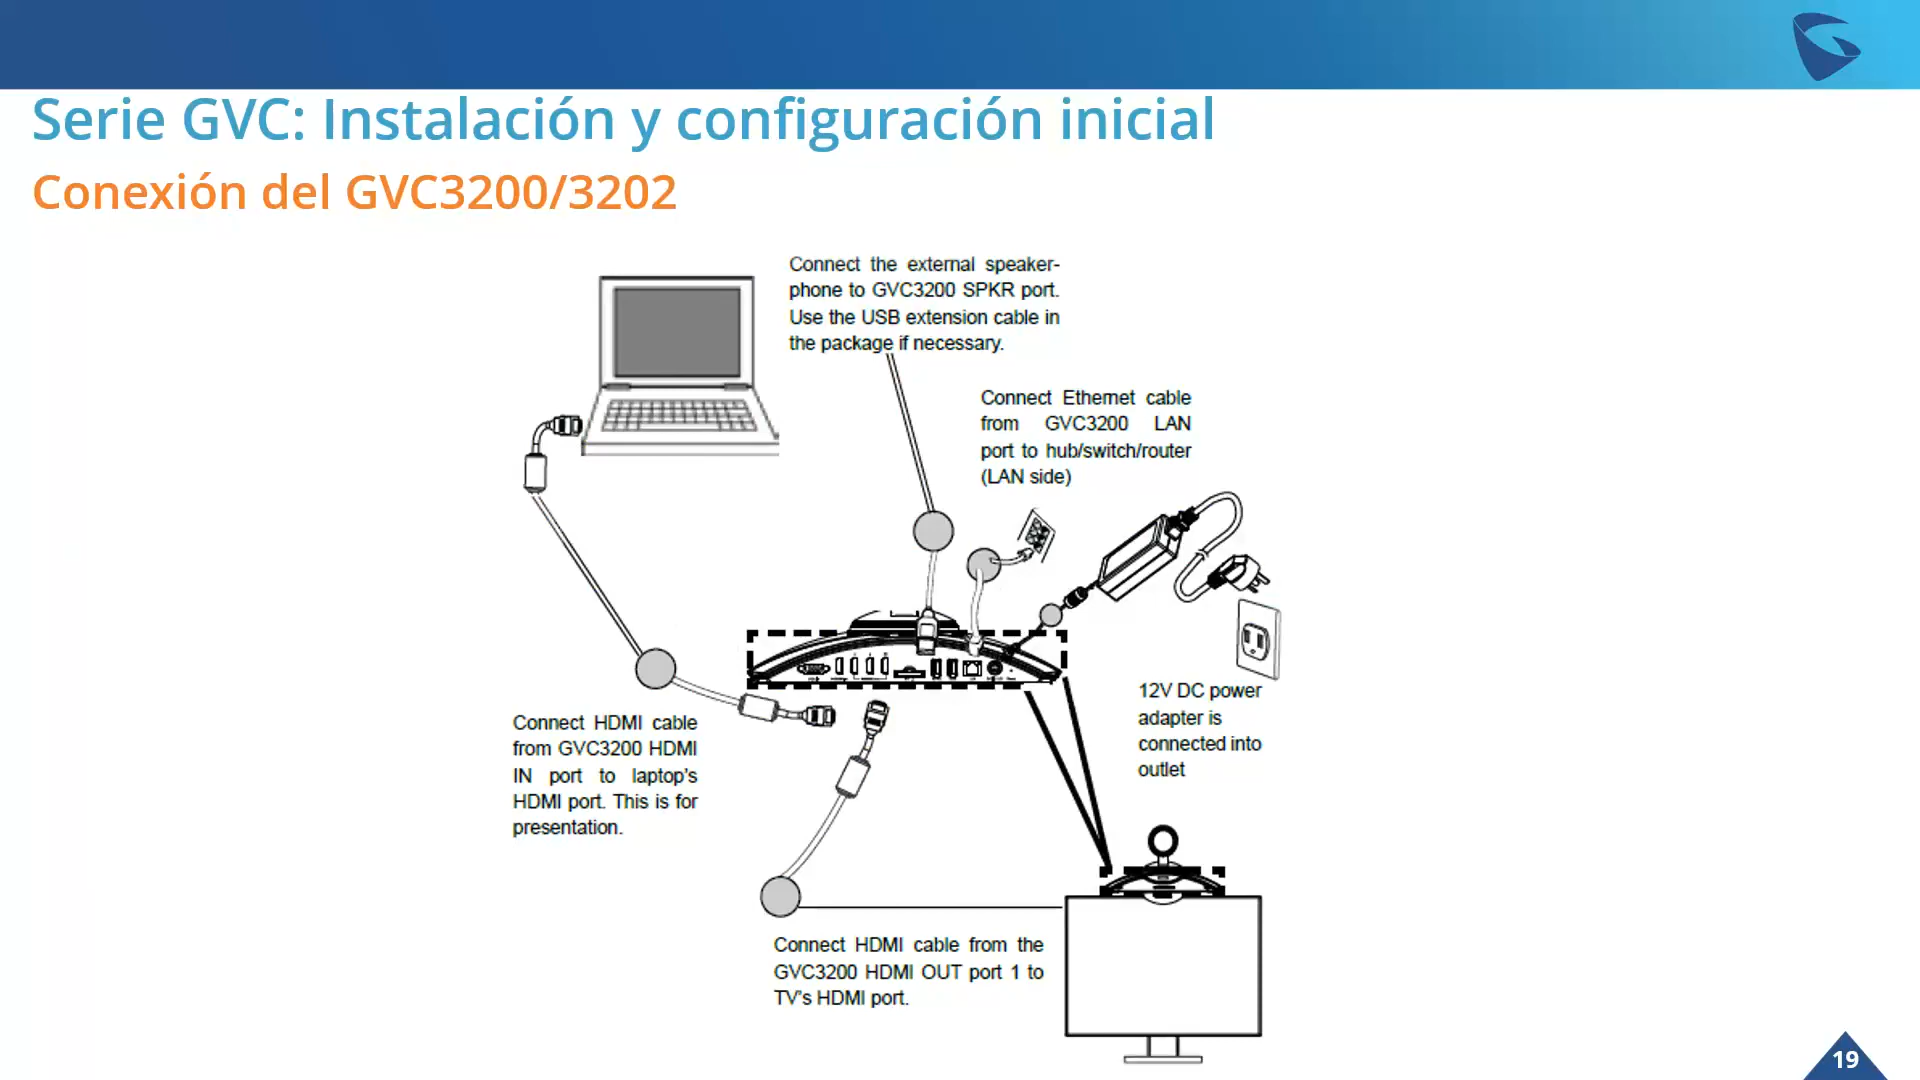 Serie GVC: Instalación y configuración inicial
Conexión del GVC3200/3202
Connect the external speaker-
phone to GVC3200 SPKR port.
Use the USB extension cable in
the package if necessary.
Connect Ethernet cable
from GVC3200 LAN
port to hub/switch/router
(LAN side)
12V DC power
adapter is
connected into
outlet
Connect HDMI cable
from GVC3200 HDMI
IN port to laptop's
HDMI port. This is for
presentation.
Connect HDMI cable from the
GVC3200 HDMI OUT port 1 to
TV's HDMI port.
19